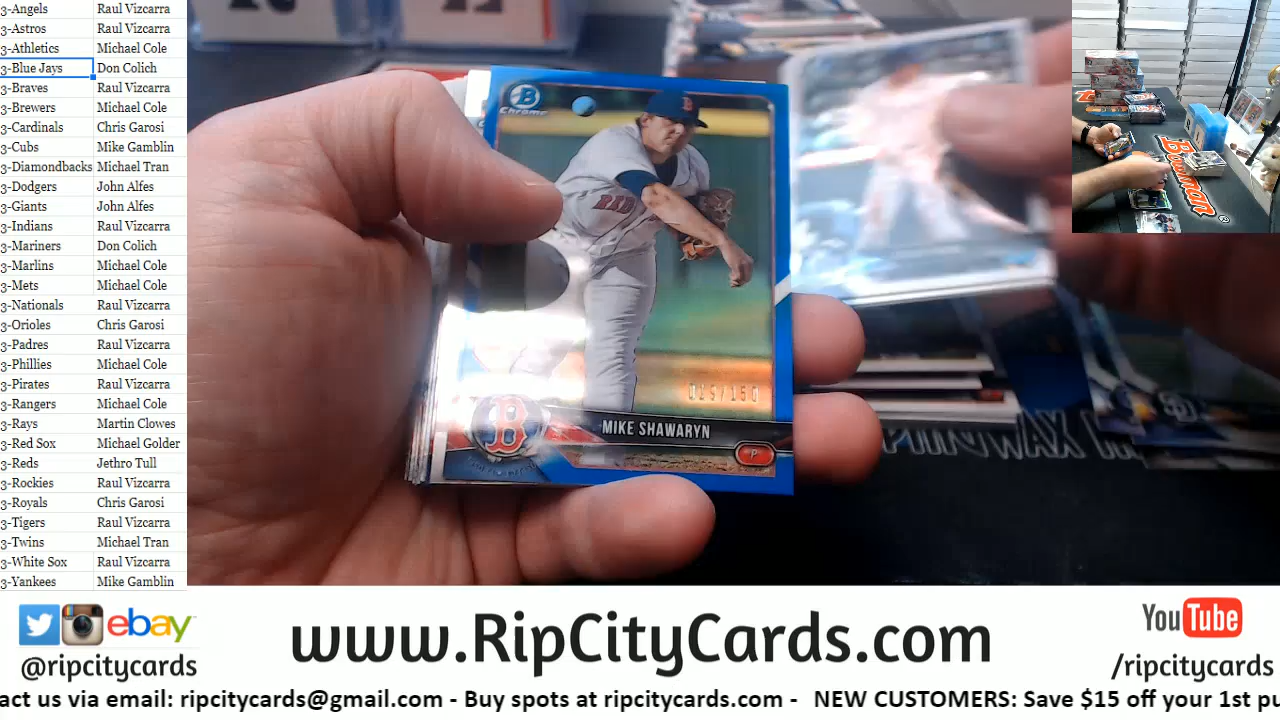 3-Angels Raul Vizcarra
3-Astros Raul Vizcarra
3-Athletics Michael Cole
3-Blue Jays Don Colich
3-Braves Raul Vizcarra
3-Brewers Michael Cole
3-Cardinals Chris Garosi
3-Cubs Mike Gamblin
3-Diamondbacks Michael Tran
3-Dodgers John Alfes
3-Giants John Alfes
3-Indians Raul Vizcarra
3-Mariners Don Colich
3-Marlins Michael Cole
3-Mets Michael Cole
3-Nationals Raul Vizcarra
3-Orioles Chris Garosi
3-Padres Raul Vizcarra
3-Phillies Michael Cole
3-Pirates Raul Vizcarra
3-Rangers Michael Cole
3-Rays Martin Clowes
3-Red Sox Michael Golder
3-Reds Jethro Tull
3-Rockies Raul Vizcarra
3-Royals Chris Garosi
3-Tigers Raul Vizcarra
3-Twins Michael Tran
3-White Sox Raul Vizcarra
3-Yankees Mike Gamblin
B
Chrome
B
RED
/150
B
MIKE SHAWARYN
P
Bowman
®
ebay
@ripcitycards
www.RipCityCards.com
YouTube
/ripcitycards
act us via email: ripcitycards@gmail.com - Buy spots at ripcitycards.com - NEW CUSTOMERS: Save $15 off your 1st pu